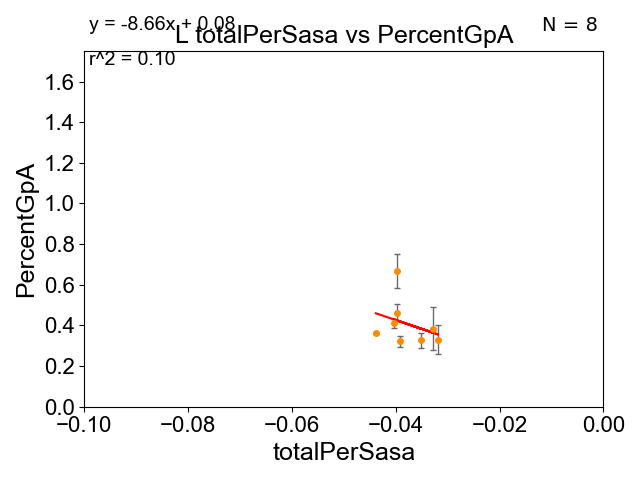 y = -8.66x + 0.08
N = 8
L totalPerSasa vs PercentGpA
r^2 = 0.10
PercentGpA
1.6
1.4
1.2
1.0
0.8
0.6
0.4
0.2
0.0
−0.10 −0.08 −0.06 −0.04 −0.02 0.00
totalPerSasa